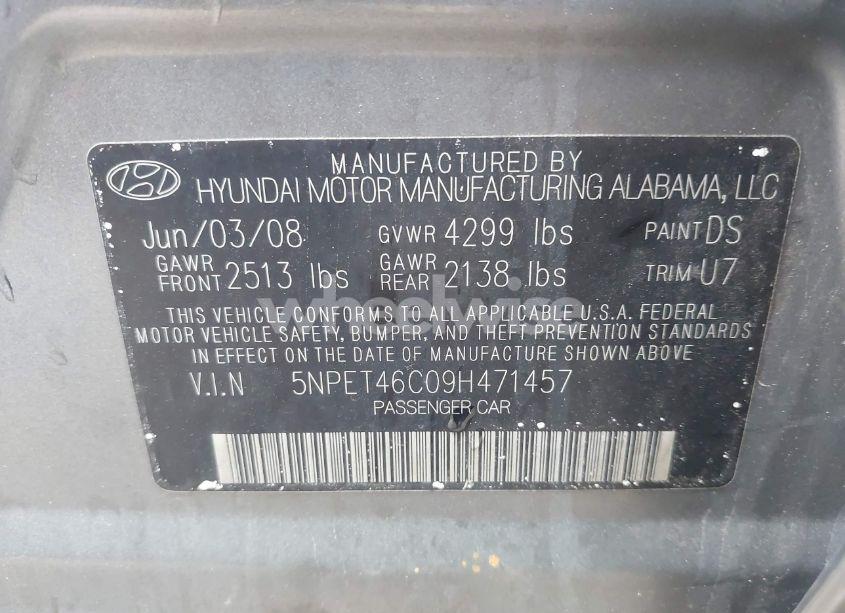 MANUFACTURED BY
HYUNDAI MOTOR MANUFACTURING ALABAMA, LLC
Jun/03/08 GVWR 4299 lbs PAINT DS
GAWR FRONT 2513 lbs GAWR REAR 2138 lbs TRIM U7
THIS VEHICLE CONFORMS TO ALL APPLICABLE U.S.A. FEDERAL
MOTOR VEHICLE SAFETY, BUMPER, AND THEFT PREVENTION STANDARDS
IN EFFECT ON THE DATE OF MANUFACTURE SHOWN ABOVE
V.I.N 5NPET46C09H471457
PASSENGER CAR
wheelwise